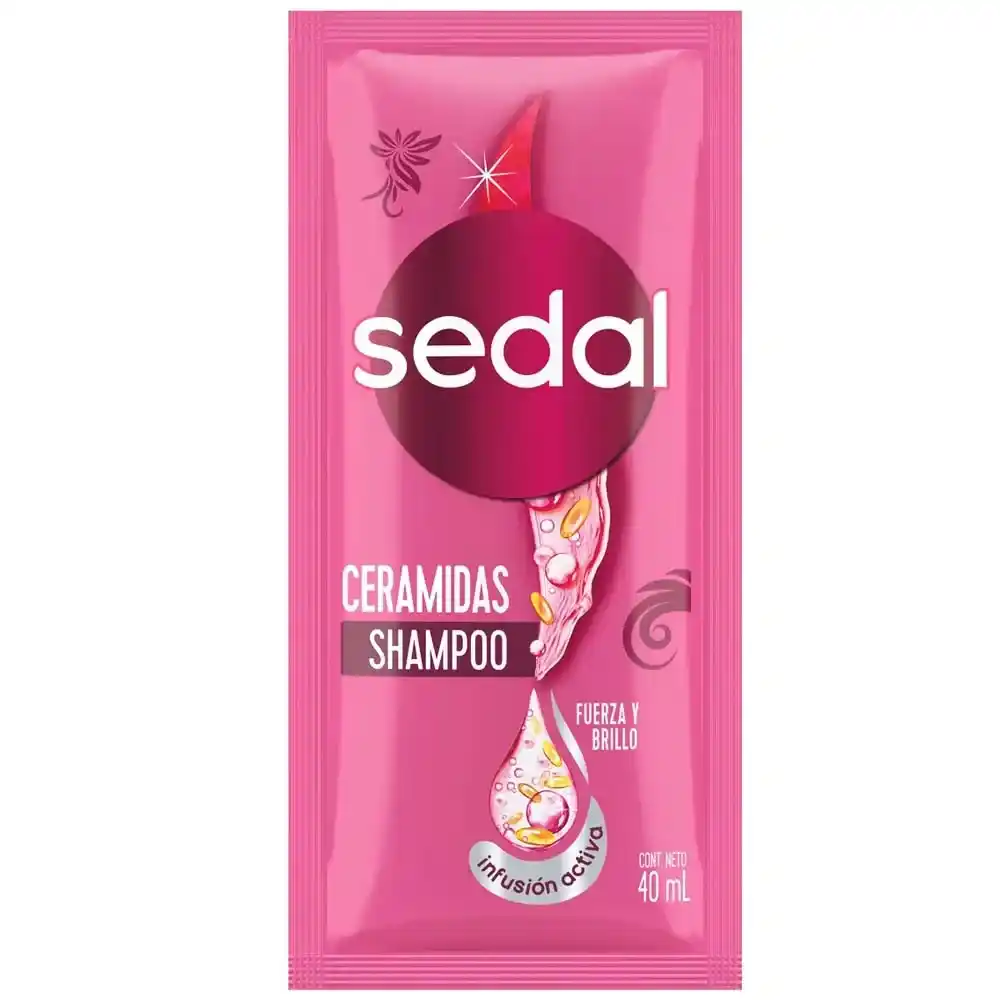 sedal
CERAMIDAS
SHAMPOO
FUERZA Y
BRILLO
infusión activa
CONT. NETO
40 mL